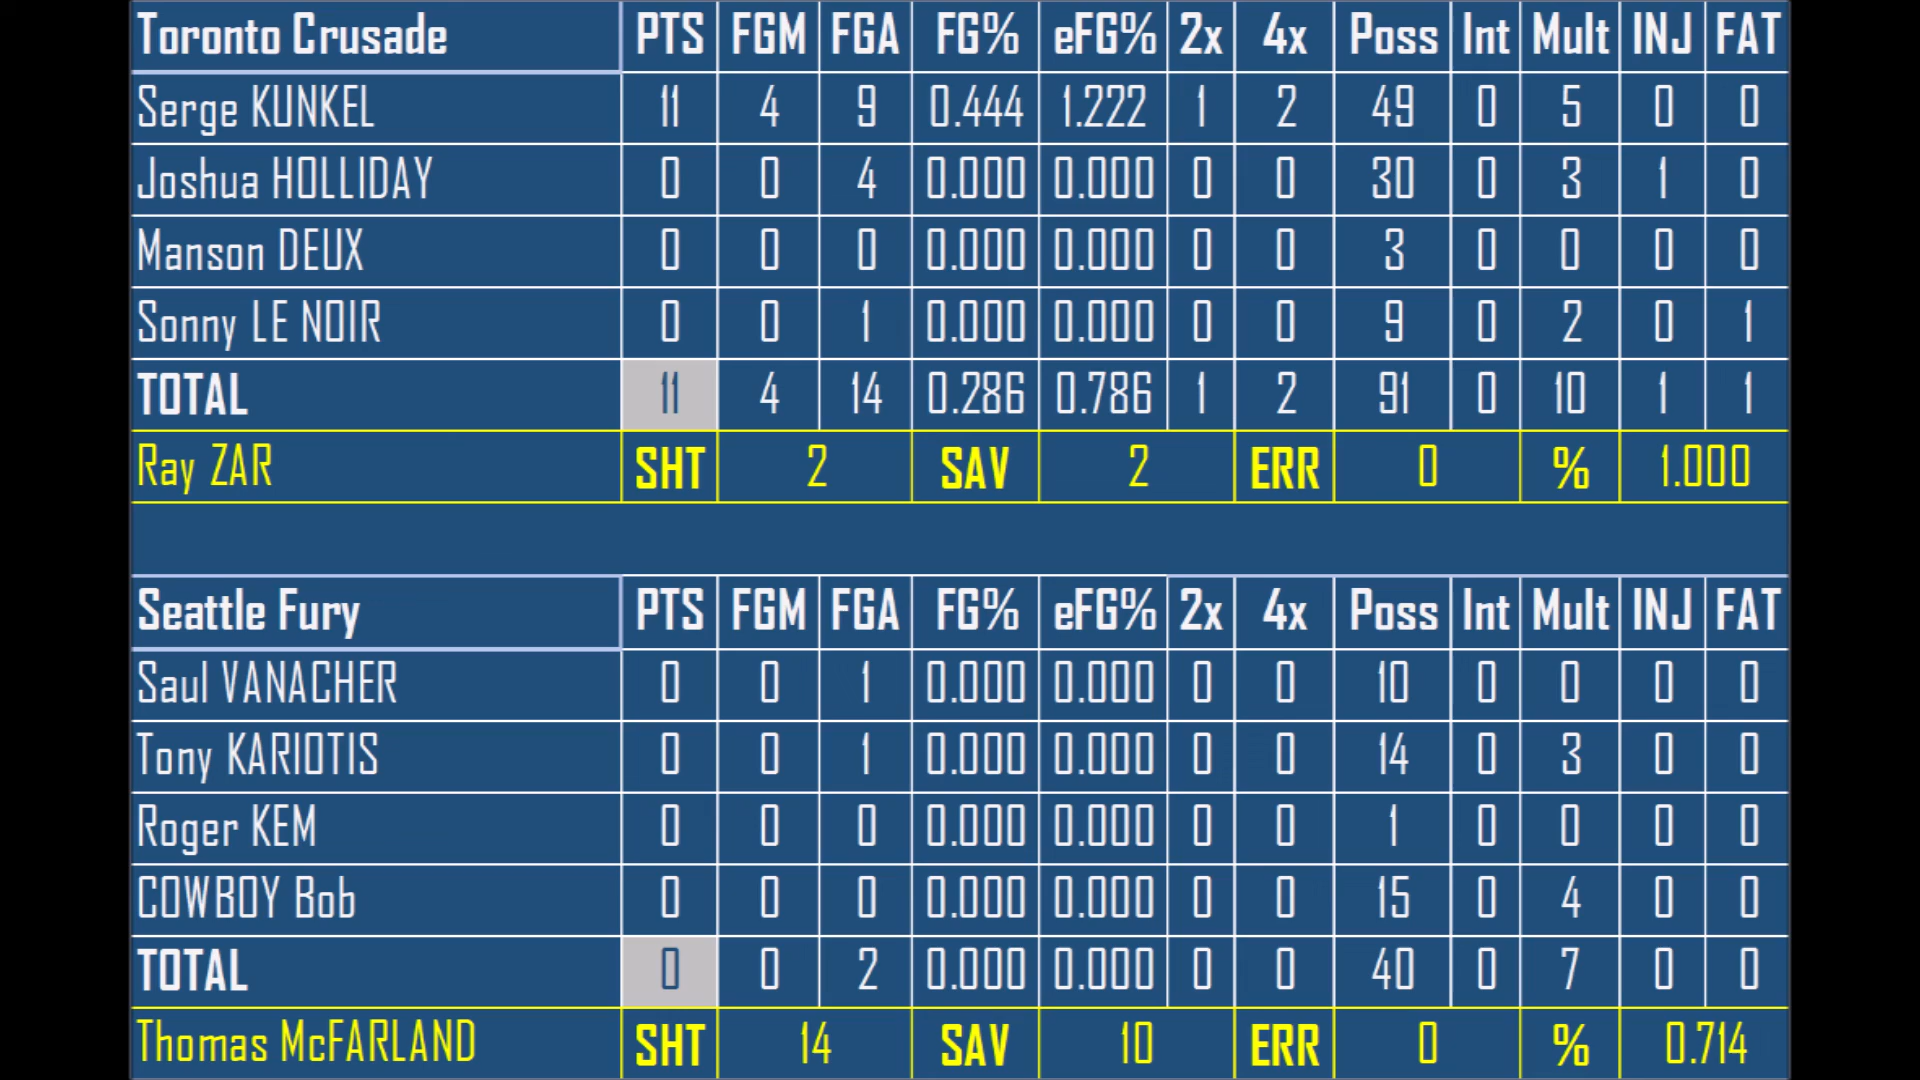 Toronto Crusade PTS FGM FGA FG% eFG% 2x 4x Poss Int Mult INJ FAT
Serge KUNKEL 11 4 9 0.444 1.222 1 2 49 0 5 0 0
Joshua HOLLIDAY 0 0 4 0.000 0.000 0 0 30 0 3 1 0
Manson DEUX 0 0 0 0.000 0.000 0 0 3 0 0 0 0
Sonny LE NOIR 0 0 1 0.000 0.000 0 0 9 0 2 0 1
TOTAL 11 4 14 0.286 0.786 1 2 91 0 10 1 1
Ray ZAR SHT 2 SAV 2 ERR 0 % 1.000
Seattle Fury PTS FGM FGA FG% eFG% 2x 4x Poss Int Mult INJ FAT
Saul VANACHER 0 0 1 0.000 0.000 0 0 10 0 0 0 0
Tony KARIOTIS 0 0 1 0.000 0.000 0 0 14 0 3 0 0
Roger KEM 0 0 0 0.000 0.000 0 0 1 0 0 0 0
COWBOY Bob 0 0 0 0.000 0.000 0 0 15 0 4 0 0
TOTAL 0 0 2 0.000 0.000 0 0 40 0 7 0 0
Thomas McFARLAND SHT 14 SAV 10 ERR 0 % 0.714